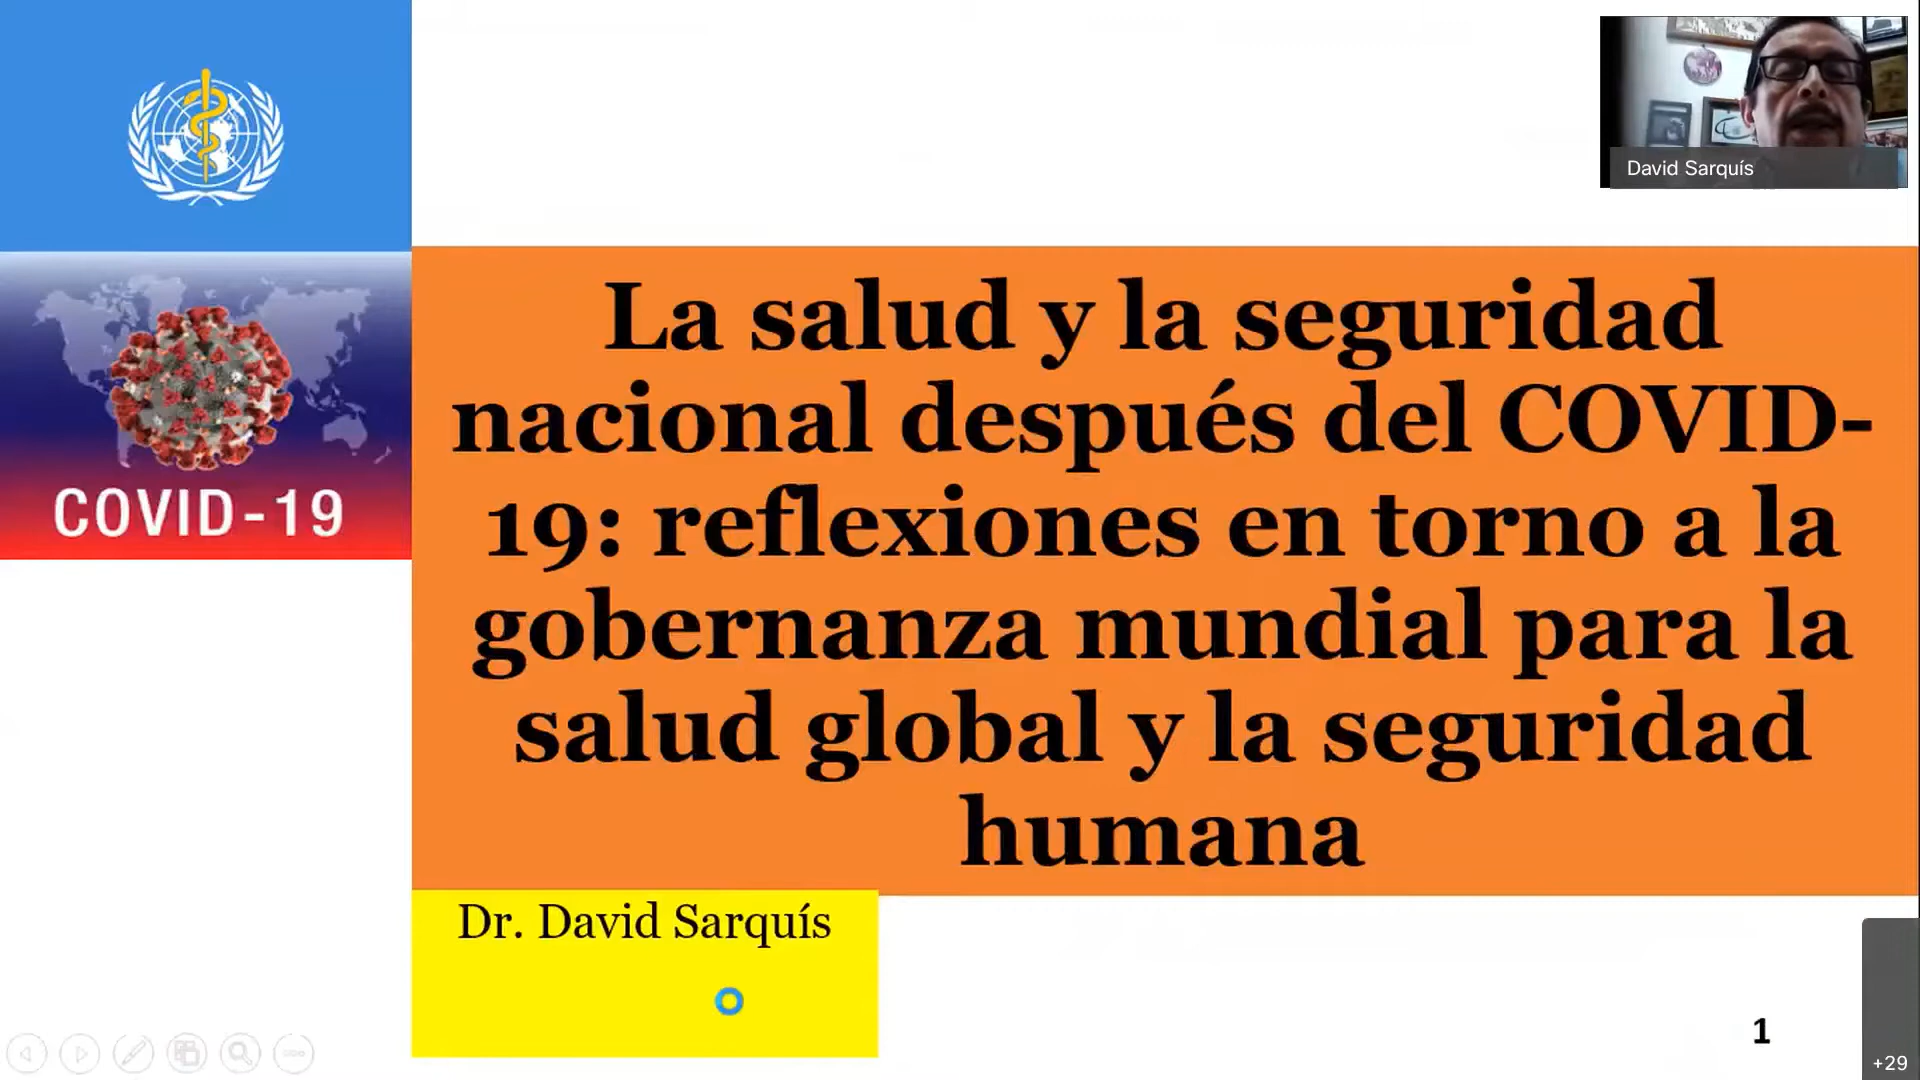 David Sarquís
COVID-19
La salud y la seguridad
nacional después del COVID-
19: reflexiones en torno a la
gobernanza mundial para la
salud global y la seguridad
humana
Dr. David Sarquís
1
+29